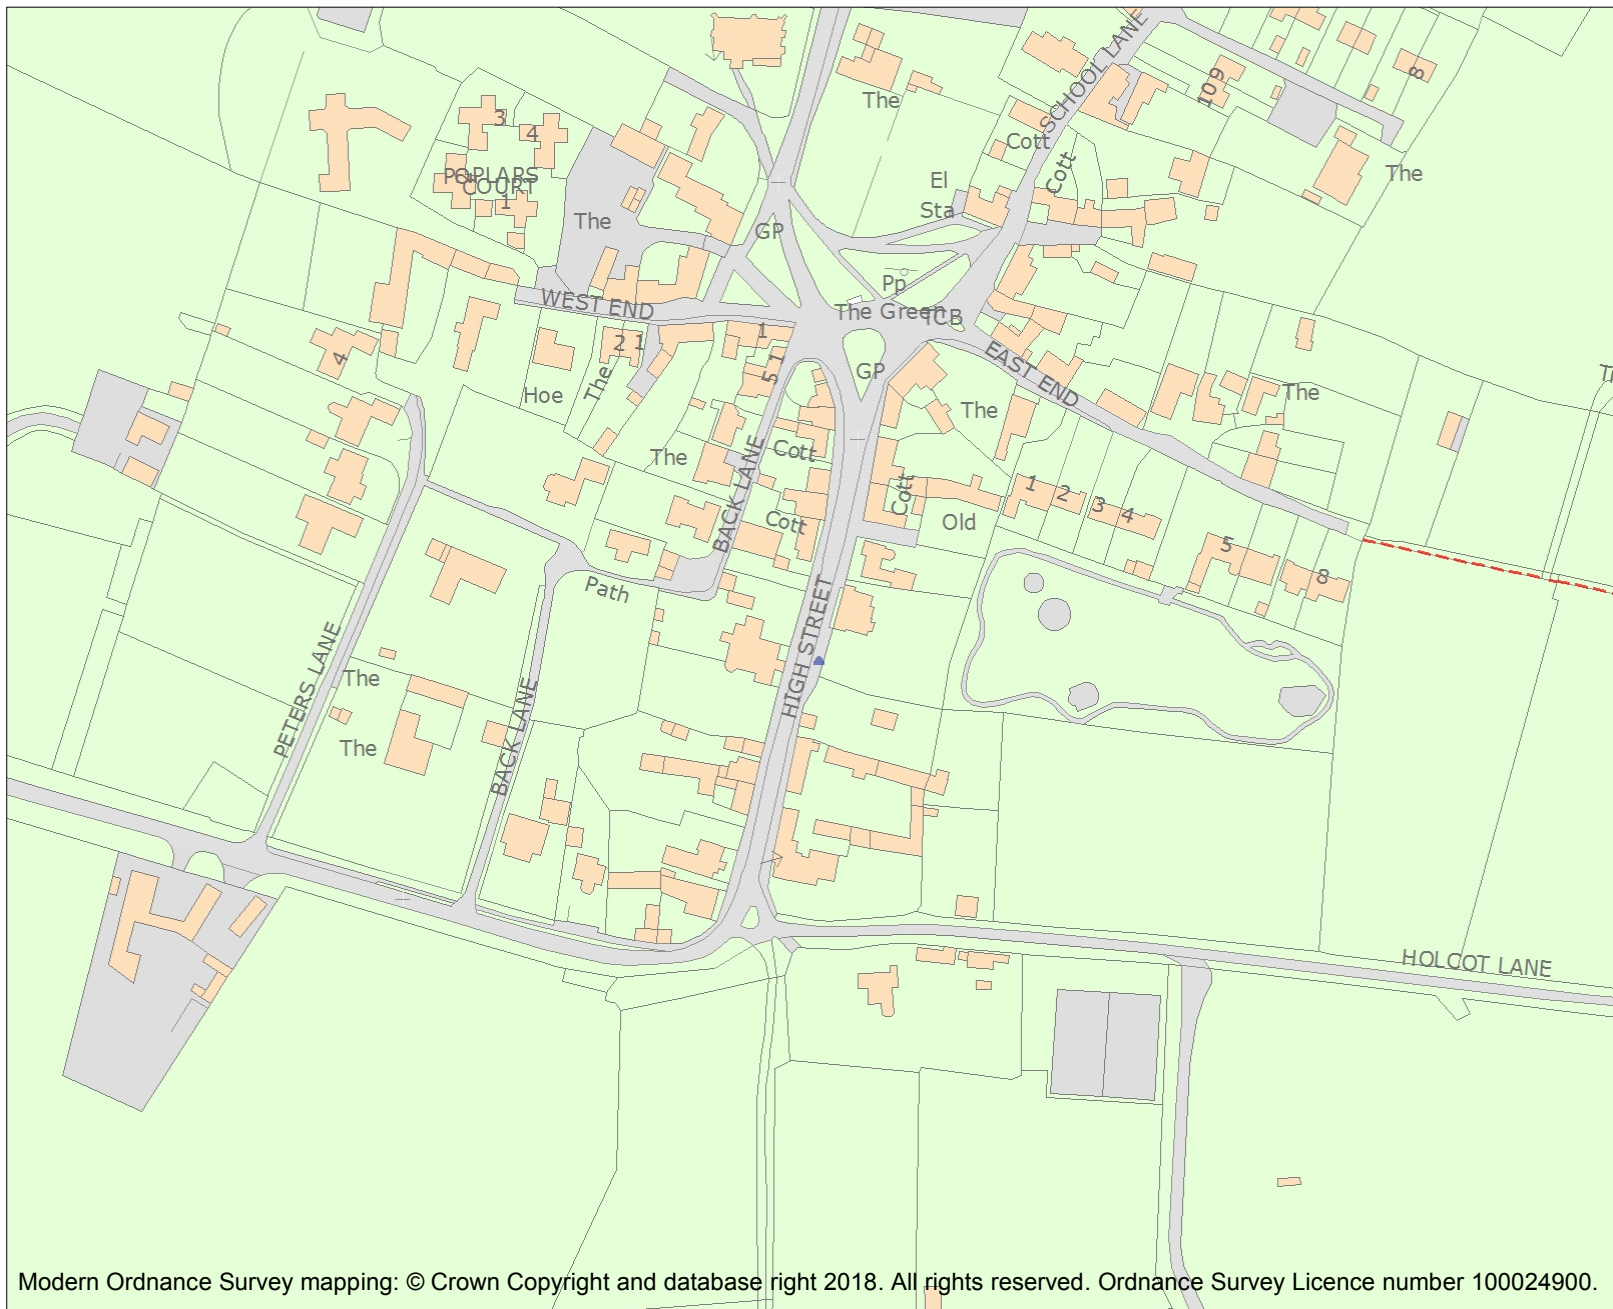 SCHOOL LANE
109
8
The
3
4
Cott
POPLARS
COURT
1
Cott
The
El
Sta
The
GP
Pp
WEST END
The Green
TCB
1
2 1
4
5 1
EAST END
GP
Hoe
The
The
The
Cott
The
BACK LANE
Cott
1
2
3
4
Cott
Old
5
8
Path
HIGH STREET
PETERS LANE
The
BACK LANE
The
HOLCOT LANE
Modern Ordnance Survey mapping: © Crown Copyright and database right 2018. All rights reserved. Ordnance Survey Licence number 100024900.